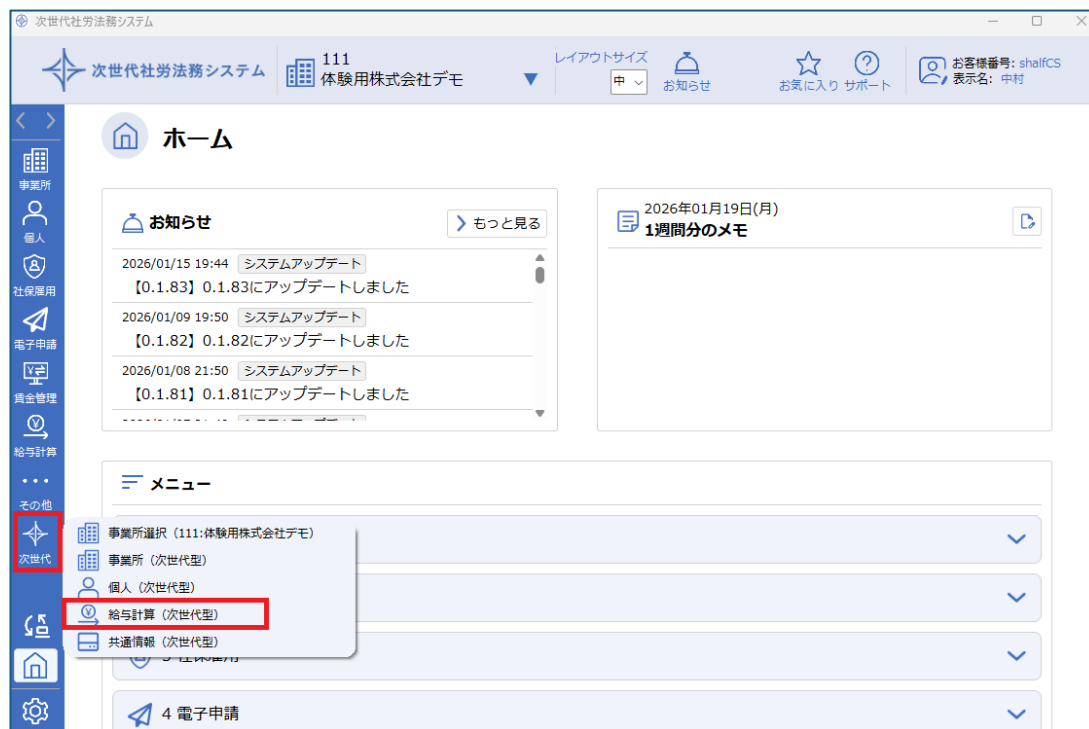 次世代社労法務システム
次世代社労法務システム
111
体験用株式会社デモ
レイアウトサイズ
中
お知らせ
お気に入り
サポート
お客様番号: shalfCS
表示名: 中村
ホーム
事業所
個人
社保雇用
電子申請
賃金管理
給与計算
その他
次世代
お知らせ
もっと見る
2026/01/15 19:44 システムアップデート
【0.1.83】0.1.83にアップデートしました
2026/01/09 19:50 システムアップデート
【0.1.82】0.1.82にアップデートしました
2026/01/08 21:50 システムアップデート
【0.1.81】0.1.81にアップデートしました
2026年01月19日(月)
1週間分のメモ
メニュー
事業所選択（111:体験用株式会社デモ）
事業所（次世代型）
個人（次世代型）
給与計算（次世代型）
共通情報（次世代型）
4 電子申請